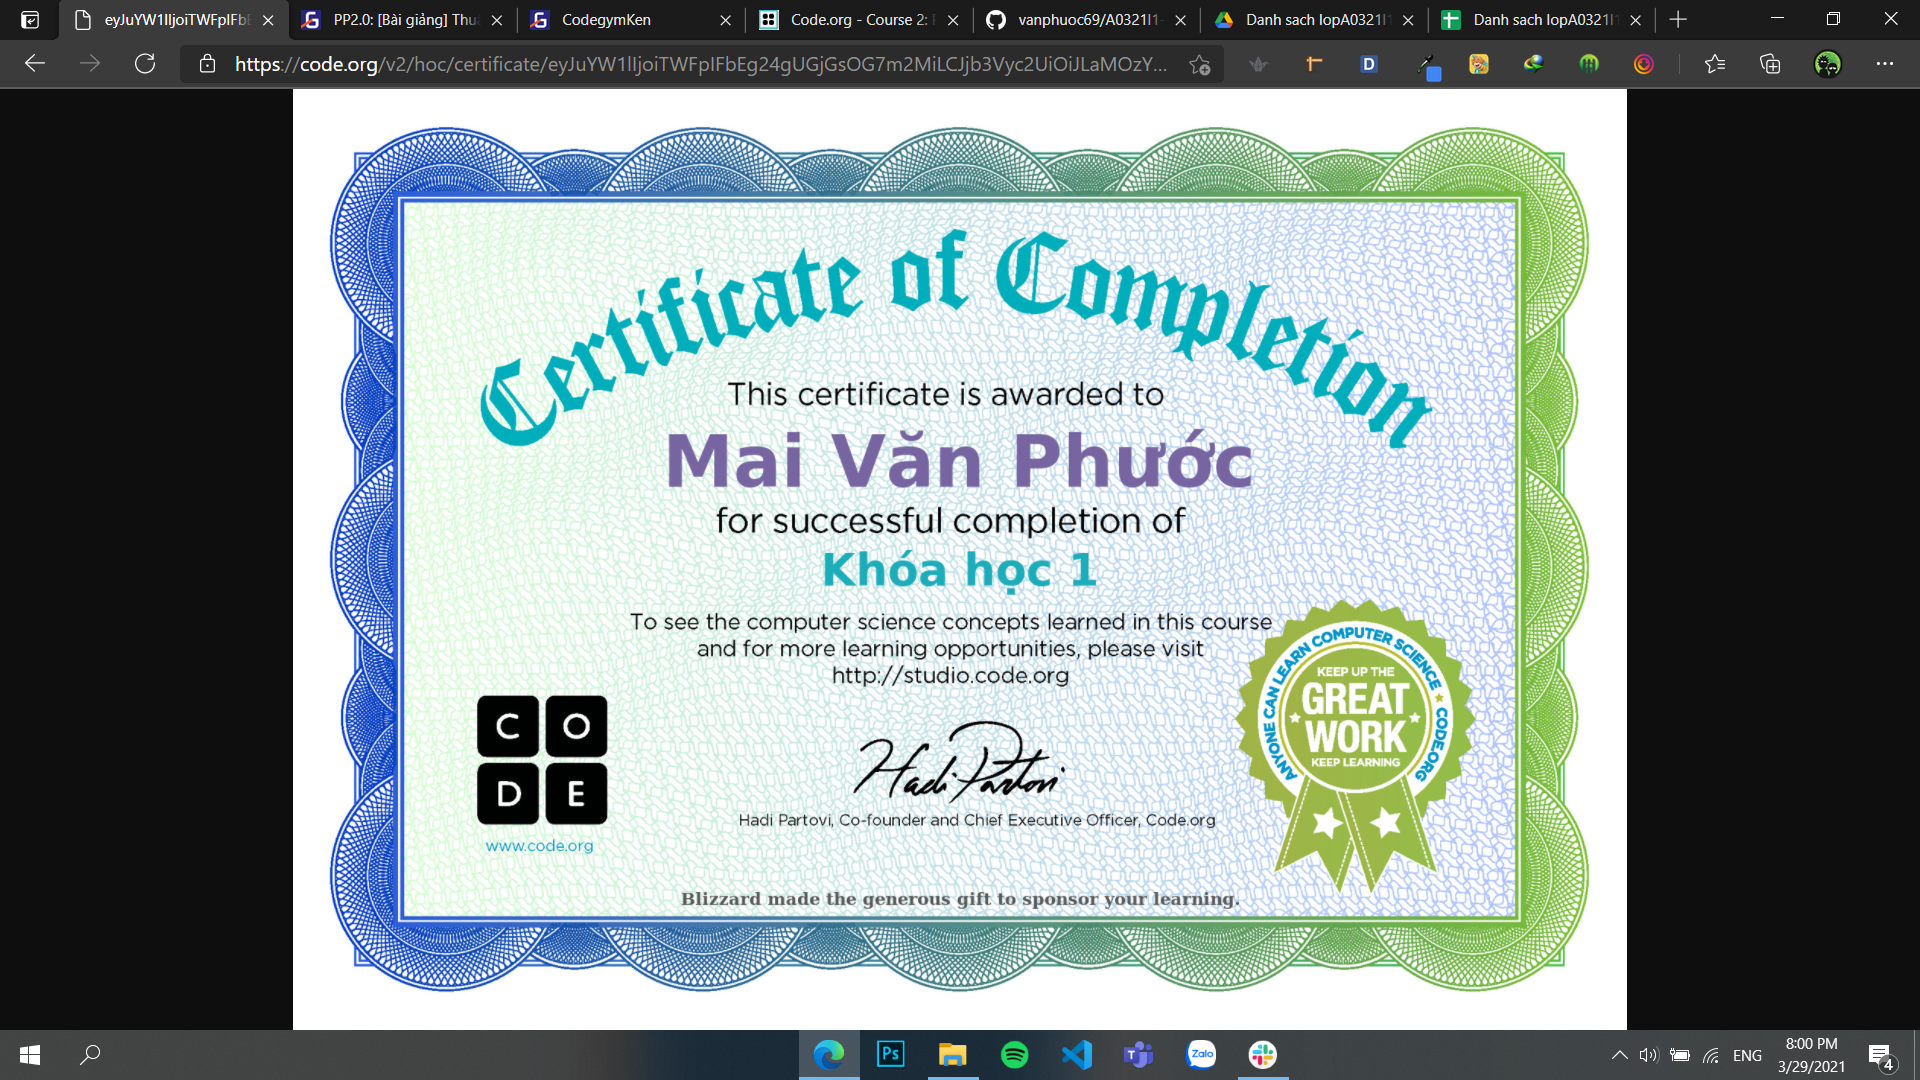 eyJuYW1lIjoiTWFpIFbE
PP2.0: [Bài giảng] Thu
CodegymKen
Code.org - Course 2:
vanphuoc69/A0321I1-
Danh sach lopA0321I1
Danh sach lopA0321I1
https://code.org/v2/hoc/certificate/eyJuYW1lIjoiTWFpIFbEg24gUGjGsOG7m2MiLCJjb3Vyc2UiOiJLaMOzY...
Certificate of Completion
This certificate is awarded to
Mai Văn Phước
for successful completion of
Khóa học 1
To see the computer science concepts learned in this course
and for more learning opportunities, please visit
http://studio.code.org
ANYONE CAN LEARN COMPUTER SCIENCE ★ CODE.ORG
KEEP UP THE
GREAT
WORK
KEEP LEARNING
C O
D E
www.code.org
Hadi Partovi
Hadi Partovi, Co-founder and Chief Executive Officer, Code.org
Blizzard made the generous gift to sponsor your learning.
Ps
Zalo
ENG
8:00 PM
3/29/2021
4